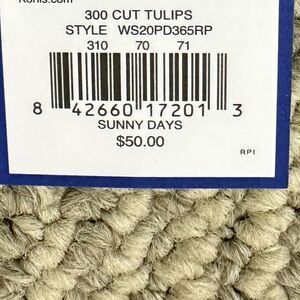 Kohls.com
300 CUT TULIPS
STYLE WS20PD365RP
310 70 71
8 42660 17201 3
SUNNY DAYS
$50.00
RPI